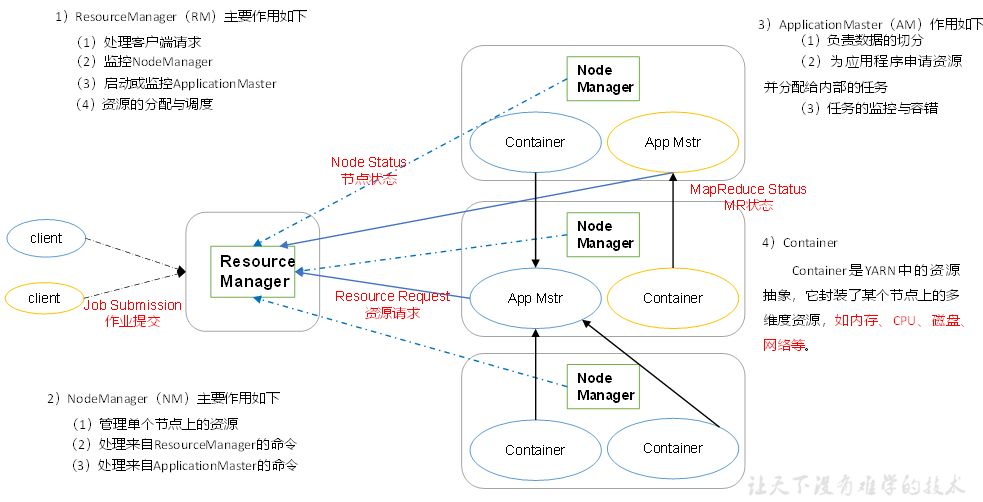 1）ResourceManager（RM）主要作用如下
（1）处理客户端请求
（2）监控NodeManager
（3）启动或监控ApplicationMaster
（4）资源的分配与调度
3）ApplicationMaster（AM）作用如下
（1）负责数据的切分
（2）为应用程序申请资源
并分配给内部的任务
（3）任务的监控与容错
Node
Manager
Container
App Mstr
Node Status
节点状态
MapReduce Status
MR状态
client
client
Job Submission
作业提交
Resource
Manager
Resource Request
资源请求
Node
Manager
App Mstr
Container
4）Container
Container是YARN中的资源
抽象，它封装了某个节点上的多
维度资源，如内存、CPU、磁盘、
网络等。
Node
Manager
Container
Container
2）NodeManager（NM）主要作用如下
（1）管理单个节点上的资源
（2）处理来自ResourceManager的命令
（3）处理来自ApplicationMaster的命令
让天下没有难学的技术